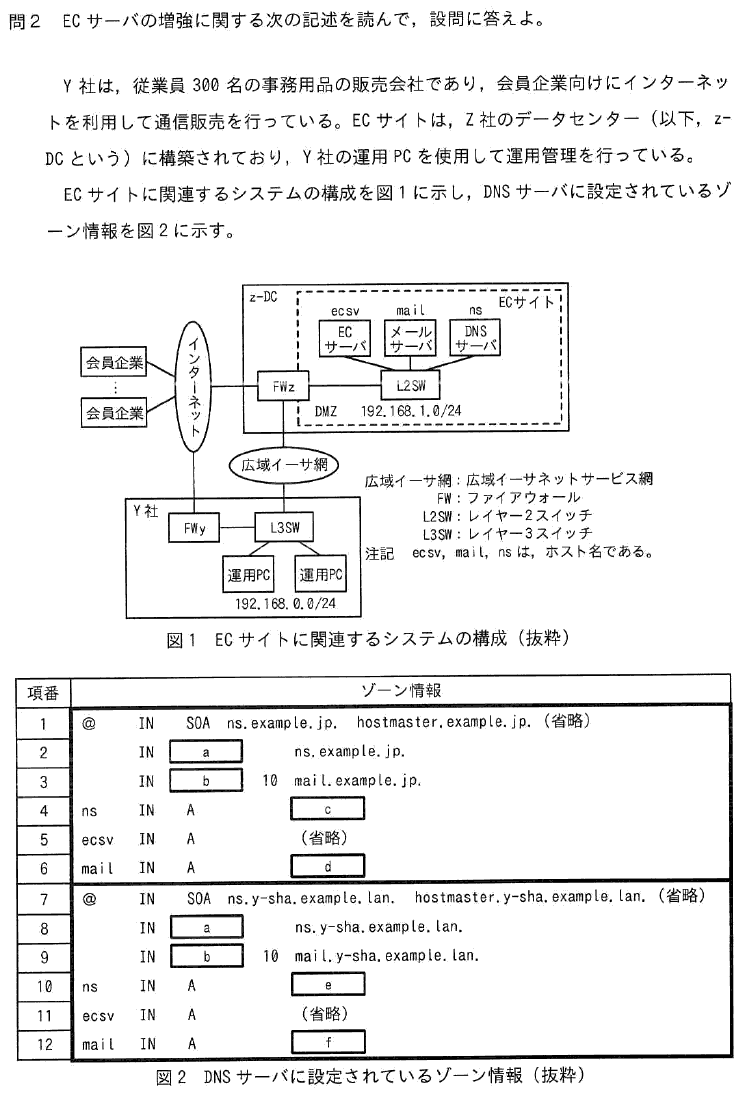 問2 ECサーバの増強に関する次の記述を読んで，設問に答えよ。
Y社は，従業員300名の事務用品の販売会社であり，会員企業向けにインターネッ
トを利用して通信販売を行っている。ECサイトは，Z社のデータセンター（以下，z-
DCという）に構築されており，Y社の運用PCを使用して運用管理を行っている。
ECサイトに関連するシステムの構成を図1に示し，DNSサーバに設定されているゾ
ーン情報を図2に示す。
z-DC
ECサイト
ecsv mail ns
EC
サーバ
メール
サーバ
DNS
サーバ
インターネット
会員企業
⋮
会員企業
FWz
L2SW
DMZ 192.168.1.0/24
広域イーサ網
Y社
FWy
L3SW
運用PC 運用PC
192.168.0.0/24
広域イーサ網：広域イーサネットサービス網
FW：ファイアウォール
L2SW：レイヤー2スイッチ
L3SW：レイヤー3スイッチ
注記 ecsv，mail，nsは，ホスト名である。
図1 ECサイトに関連するシステムの構成（抜粋）
項番 ゾーン情報
1 @ IN SOA ns.example.jp. hostmaster.example.jp.（省略）
2 IN a ns.example.jp.
3 IN b 10 mail.example.jp.
4 ns IN A c
5 ecsv IN A （省略）
6 mail IN A d
7 @ IN SOA ns.y-sha.example.lan. hostmaster.y-sha.example.lan.（省略）
8 IN a ns.y-sha.example.lan.
9 IN b 10 mail.y-sha.example.lan.
10 ns IN A e
11 ecsv IN A （省略）
12 mail IN A f
図2 DNSサーバに設定されているゾーン情報（抜粋）